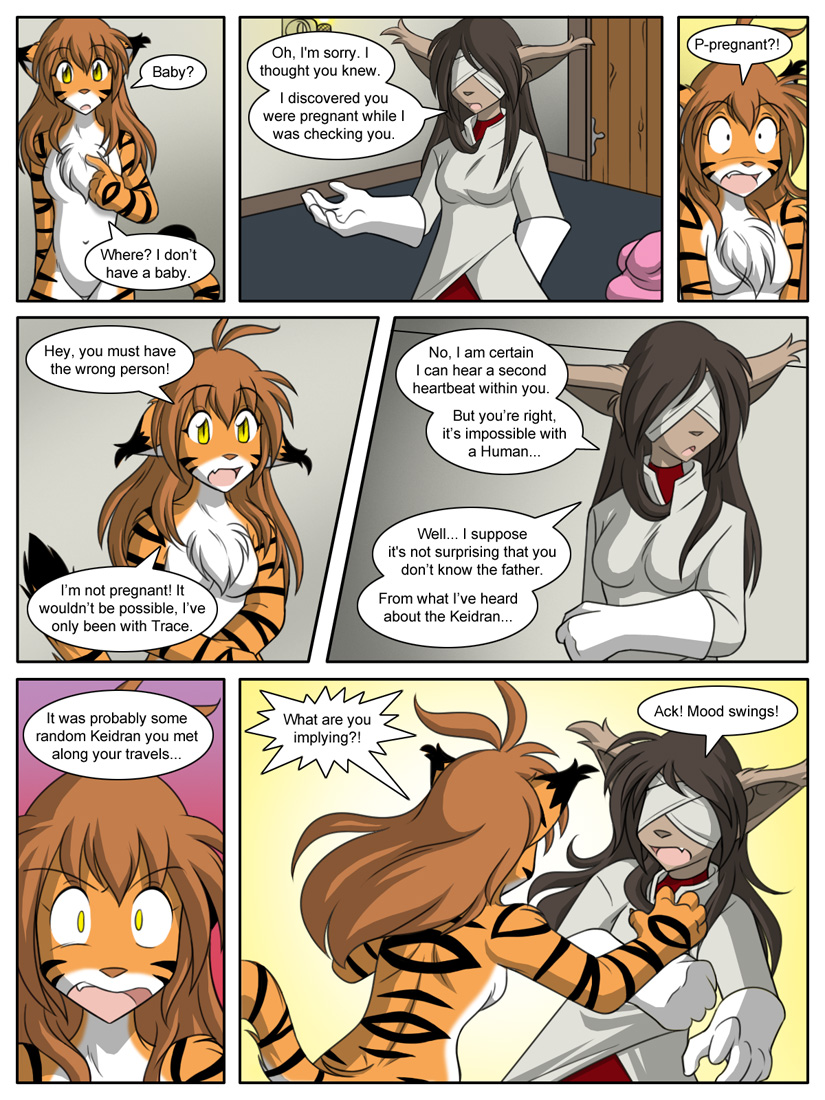 Baby?
Where? I don't
have a baby.
Oh, I'm sorry. I
thought you knew.
I discovered you
were pregnant while I
was checking you.
P-pregnant?!
Hey, you must have
the wrong person!
I'm not pregnant! It
wouldn't be possible, I've
only been with Trace.
No, I am certain
I can hear a second
heartbeat within you.
But you're right,
it's impossible with
a Human...
Well... I suppose
it's not surprising that you
don't know the father.
From what I've heard
about the Keidran...
It was probably some
random Keidran you met
along your travels...
What are you
implying?!
Ack! Mood swings!